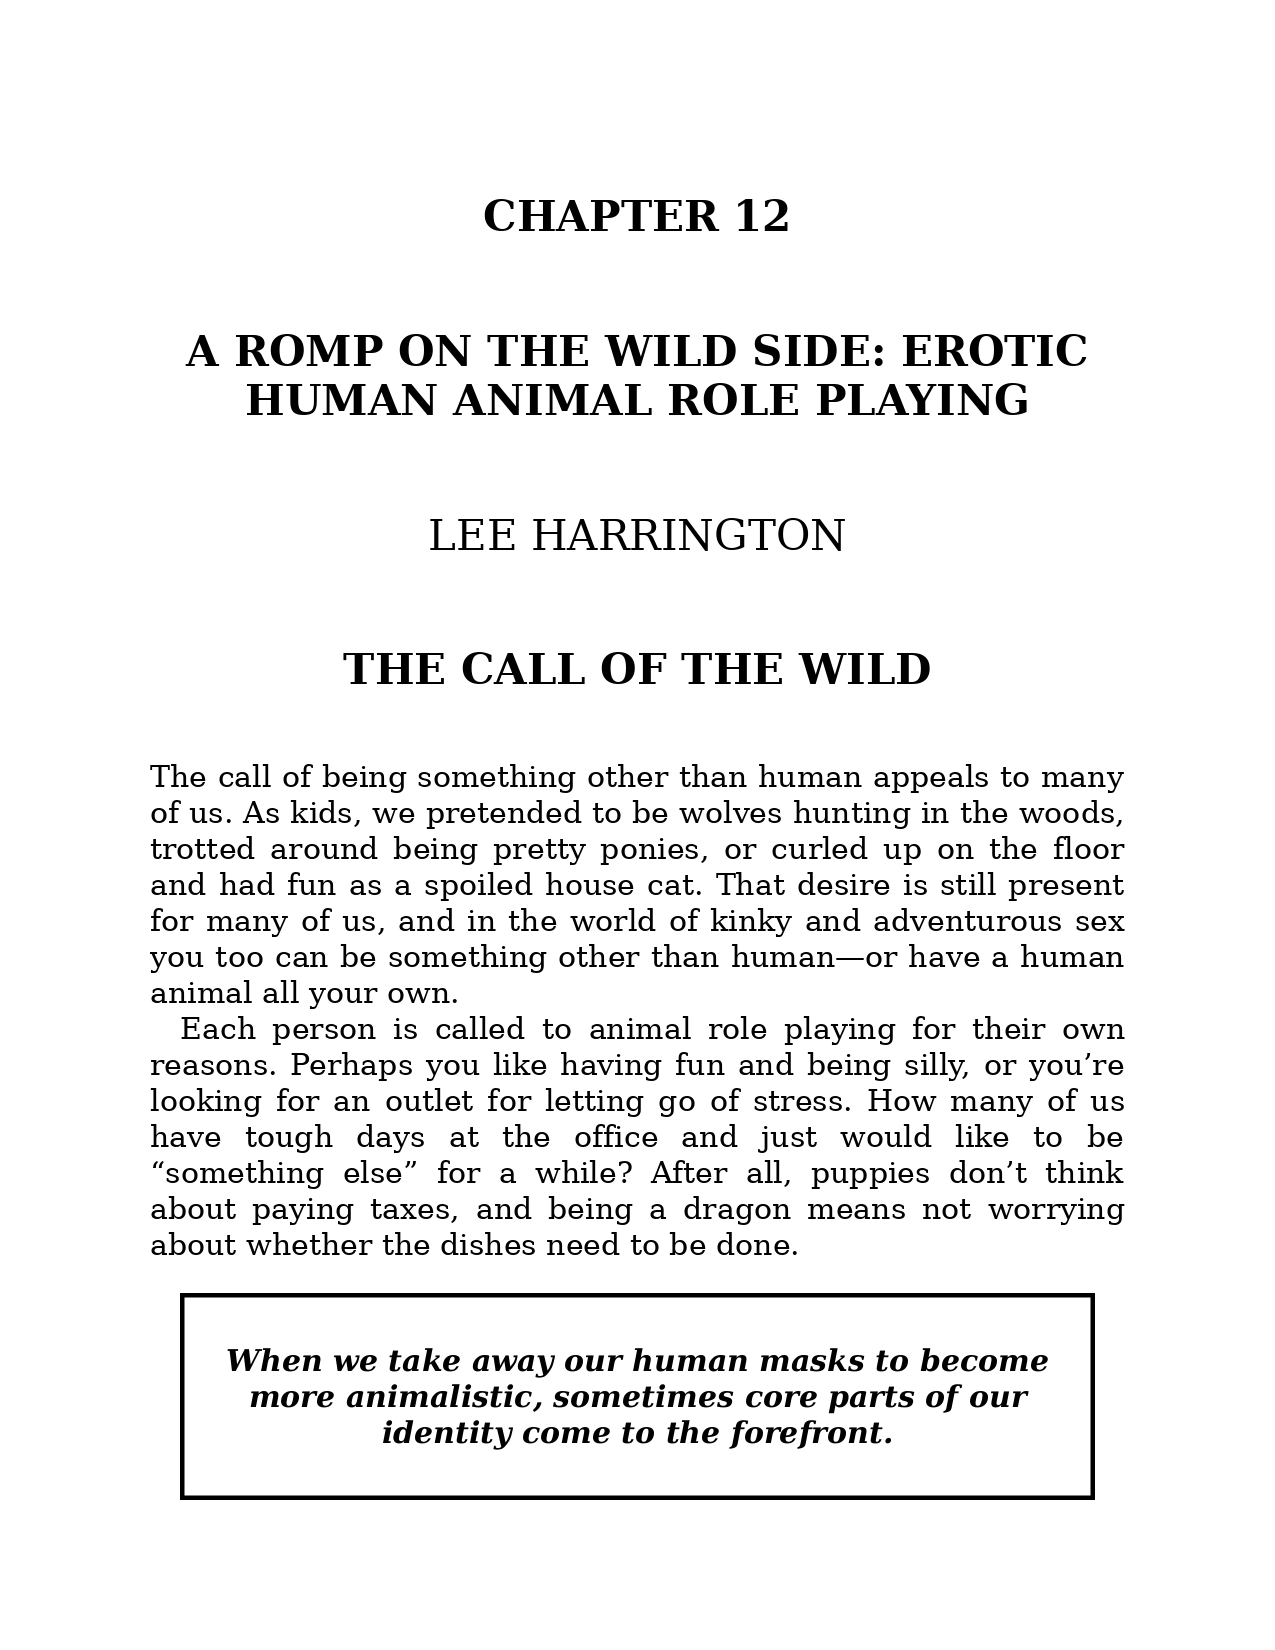 CHAPTER 12
A ROMP ON THE WILD SIDE: EROTIC
HUMAN ANIMAL ROLE PLAYING
LEE HARRINGTON
THE CALL OF THE WILD
The call of being something other than human appeals to many
of us. As kids, we pretended to be wolves hunting in the woods,
trotted around being pretty ponies, or curled up on the floor
and had fun as a spoiled house cat. That desire is still present
for many of us, and in the world of kinky and adventurous sex
you too can be something other than human—or have a human
animal all your own.
Each person is called to animal role playing for their own
reasons. Perhaps you like having fun and being silly, or you’re
looking for an outlet for letting go of stress. How many of us
have tough days at the office and just would like to be
“something else” for a while? After all, puppies don’t think
about paying taxes, and being a dragon means not worrying
about whether the dishes need to be done.
When we take away our human masks to become
more animalistic, sometimes core parts of our
identity come to the forefront.